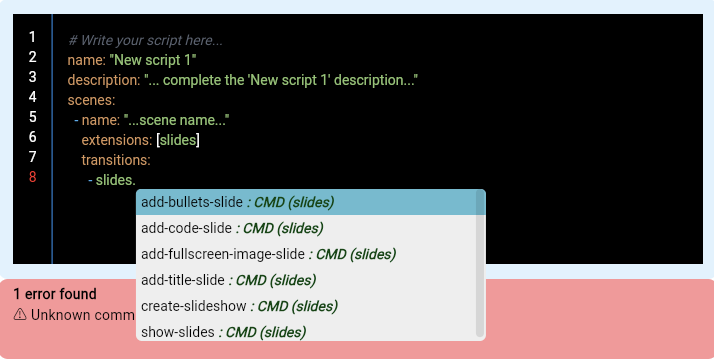 1 # Write your script here...
2 name: "New script 1"
3 description: "... complete the 'New script 1' description..."
4 scenes:
5 - name: "...scene name..."
6 extensions: [slides]
7 transitions:
8 - slides.
add-bullets-slide : CMD (slides)
add-code-slide : CMD (slides)
add-fullscreen-image-slide : CMD (slides)
add-title-slide : CMD (slides)
create-slideshow : CMD (slides)
show-slides : CMD (slides)
1 error found
⚠ Unknown comm